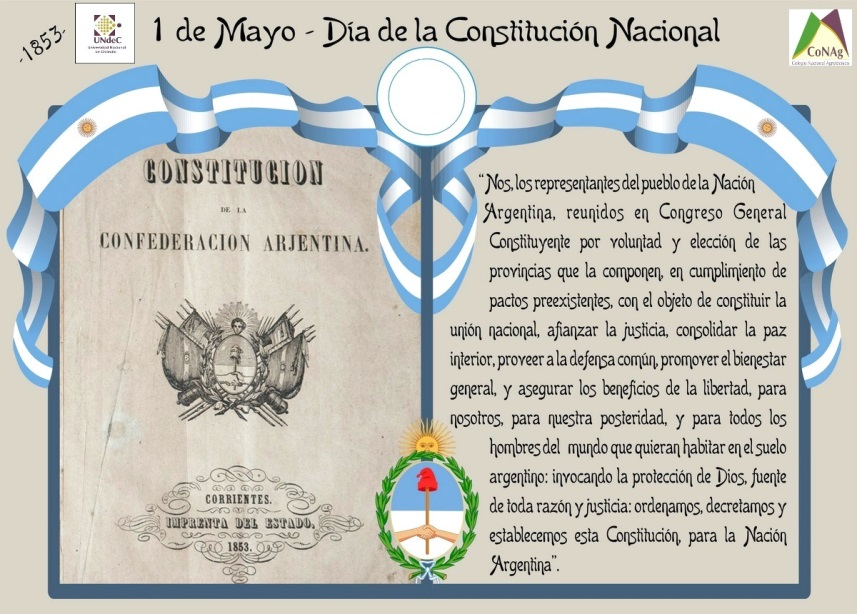 -1853-
UNdeC
Universidad Nacional
de Chilecito
1 de Mayo - Día de la Constitución Nacional
CoNAg
Colegio Nacional Agrotécnico
CONSTITUCION
DE LA
CONFEDERACION ARJENTINA.
CORRIENTES.
IMPRENTA DEL ESTADO,
1853.
“Nos, los representantes del pueblo de la Nación
Argentina, reunidos en Congreso General
Constituyente por voluntad y elección de las
provincias que la componen, en cumplimiento de
pactos preexistentes, con el objeto de constituir la
unión nacional, afianzar la justicia, consolidar la paz
interior, proveer a la defensa común, promover el bienestar
general, y asegurar los beneficios de la libertad, para
nosotros, para nuestra posteridad, y para todos los
hombres del mundo que quieran habitar en el suelo
argentino: invocando la protección de Dios, fuente
de toda razón y justicia: ordenamos, decretamos y
establecemos esta Constitución, para la Nación
Argentina”.